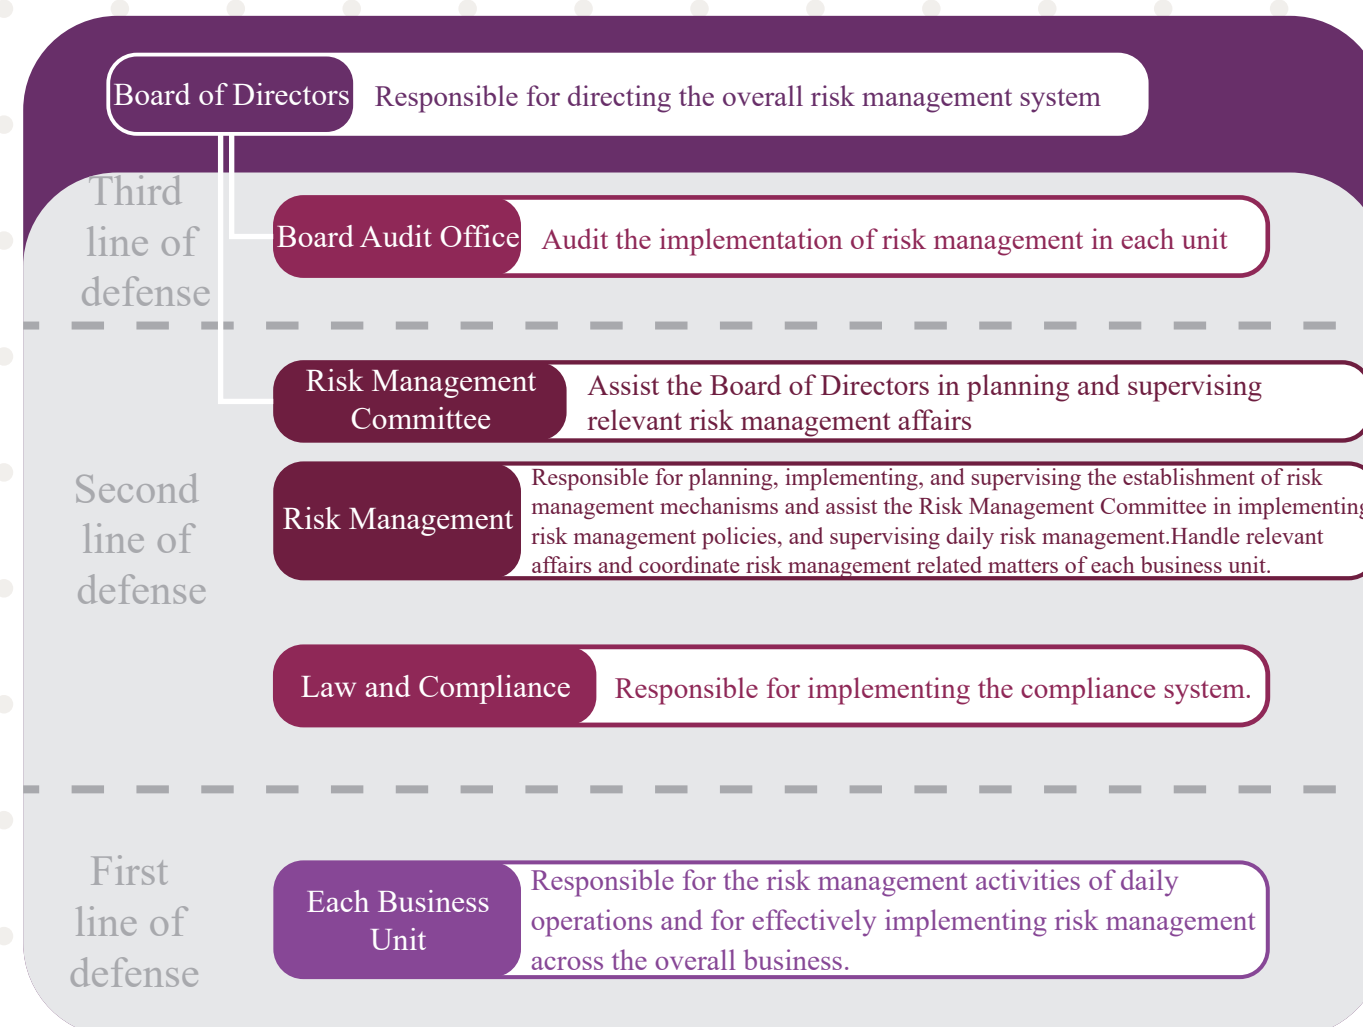 Board of Directors
Responsible for directing the overall risk management system
Third
line of
defense
Board Audit Office
Audit the implementation of risk management in each unit
Risk Management
Committee
Assist the Board of Directors in planning and supervising
relevant risk management affairs
Second
line of
defense
Risk Management
Responsible for planning, implementing, and supervising the establishment of risk
management mechanisms and assist the Risk Management Committee in implementing
risk management policies, and supervising daily risk management.Handle relevant
affairs and coordinate risk management related matters of each business unit.
Law and Compliance
Responsible for implementing the compliance system.
First
line of
defense
Each Business
Unit
Responsible for the risk management activities of daily
operations and for effectively implementing risk management
across the overall business.